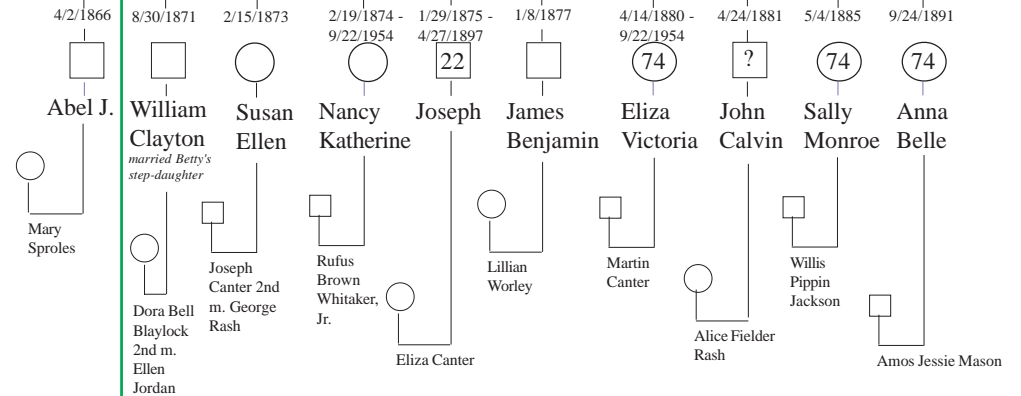 4/2/1866
8/30/1871
2/15/1873
2/19/1874 -
9/22/1954
1/29/1875 -
4/27/1897
1/8/1877
4/14/1880 -
9/22/1954
4/24/1881
5/4/1885
9/24/1891
22
74
?
74
74
Abel J.
William
Clayton
married Betty's
step-daughter
Susan
Ellen
Nancy
Katherine
Joseph
James
Benjamin
Eliza
Victoria
John
Calvin
Sally
Monroe
Anna
Belle
Mary
Sproles
Dora Bell
Blaylock
2nd m.
Ellen
Jordan
Joseph
Canter 2nd
m. George
Rash
Rufus
Brown
Whitaker,
Jr.
Eliza Canter
Lillian
Worley
Martin
Canter
Alice Fielder
Rash
Willis
Pippin
Jackson
Amos Jessie Mason